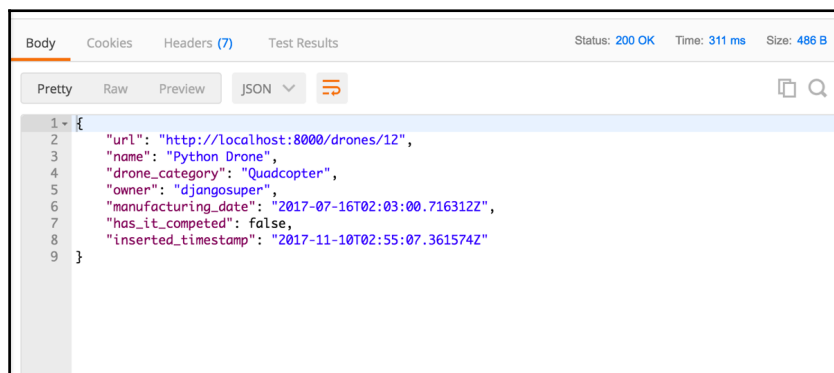 Body Cookies Headers (7) Test Results Status: 200 OK Time: 311 ms Size: 486 B
Pretty Raw Preview JSON
1 {
2 "url": "http://localhost:8000/drones/12",
3 "name": "Python Drone",
4 "drone_category": "Quadcopter",
5 "owner": "djangosuper",
6 "manufacturing_date": "2017-07-16T02:03:00.716312Z",
7 "has_it_competed": false,
8 "inserted_timestamp": "2017-11-10T02:55:07.361574Z"
9 }